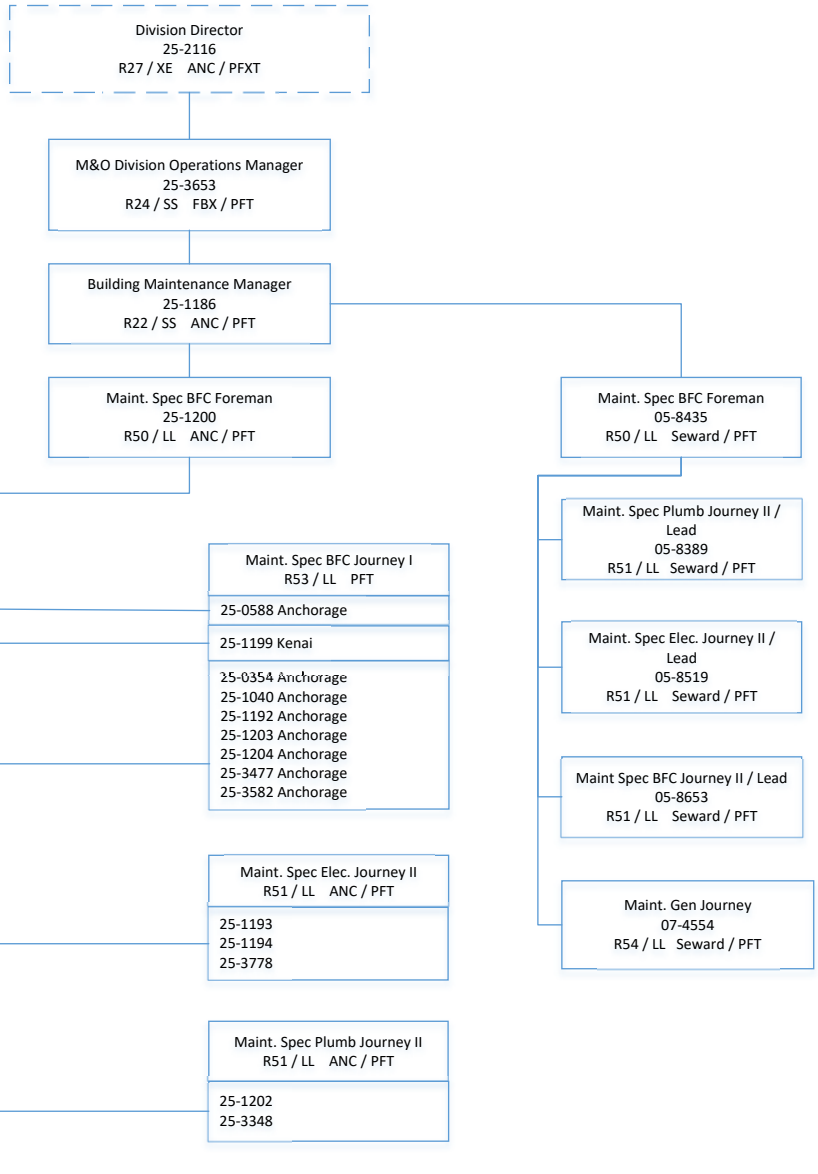 Division Director
25-2116
R27 / XE ANC / PFXT
M&O Division Operations Manager
25-3653
R24 / SS FBX / PFT
Building Maintenance Manager
25-1186
R22 / SS ANC / PFT
Maint. Spec BFC Foreman
25-1200
R50 / LL ANC / PFT
Maint. Spec BFC Journey I
R53 / LL PFT
25-0588 Anchorage
25-1199 Kenai
25-0354 Anchorage
25-1040 Anchorage
25-1192 Anchorage
25-1203 Anchorage
25-1204 Anchorage
25-3477 Anchorage
25-3582 Anchorage
Maint. Spec Elec. Journey II
R51 / LL ANC / PFT
25-1193
25-1194
25-3778
Maint. Spec Plumb Journey II
R51 / LL ANC / PFT
25-1202
25-3348
Maint. Spec BFC Foreman
05-8435
R50 / LL Seward / PFT
Maint. Spec Plumb Journey II /
Lead
05-8389
R51 / LL Seward / PFT
Maint. Spec Elec. Journey II /
Lead
05-8519
R51 / LL Seward / PFT
Maint Spec BFC Journey II / Lead
05-8653
R51 / LL Seward / PFT
Maint. Gen Journey
07-4554
R54 / LL Seward / PFT